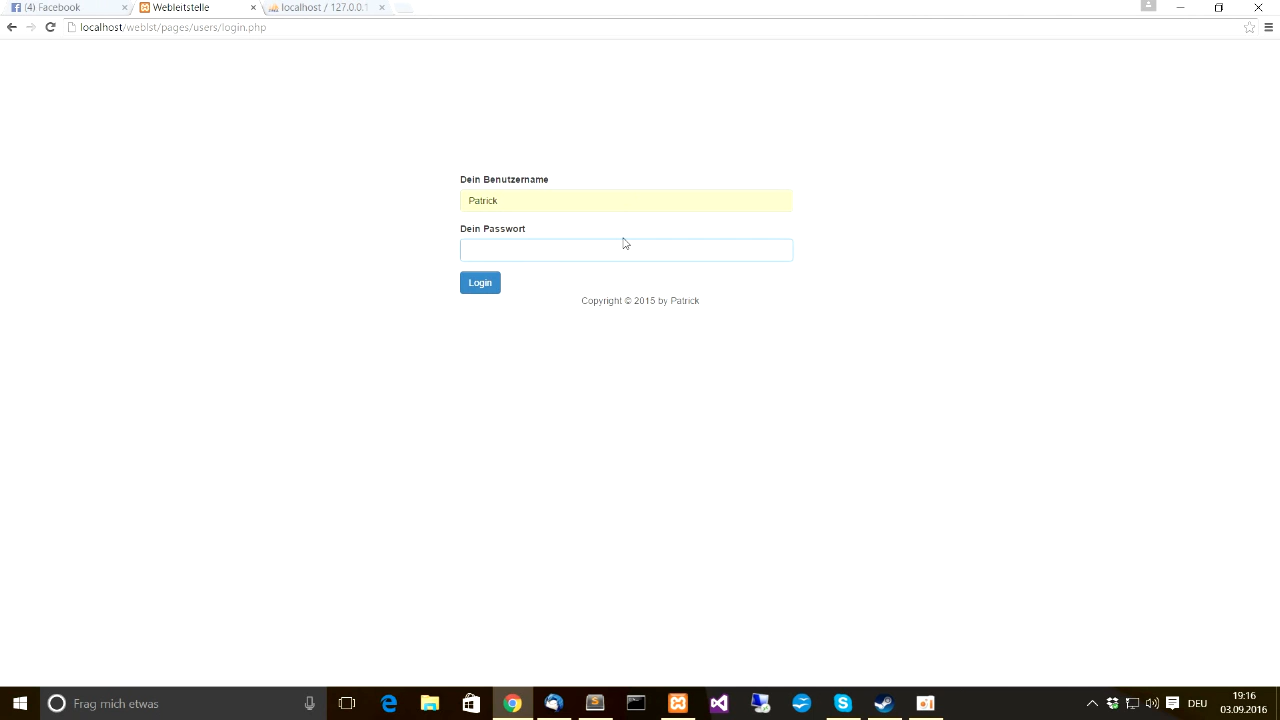 (4) Facebook
Webleitstelle
localhost / 127.0.0.1
localhost/weblst/pages/users/login.php
Dein Benutzername
Patrick
Dein Passwort
Login
Copyright © 2015 by Patrick
Frag mich etwas
DEU
19:16
03.09.2016